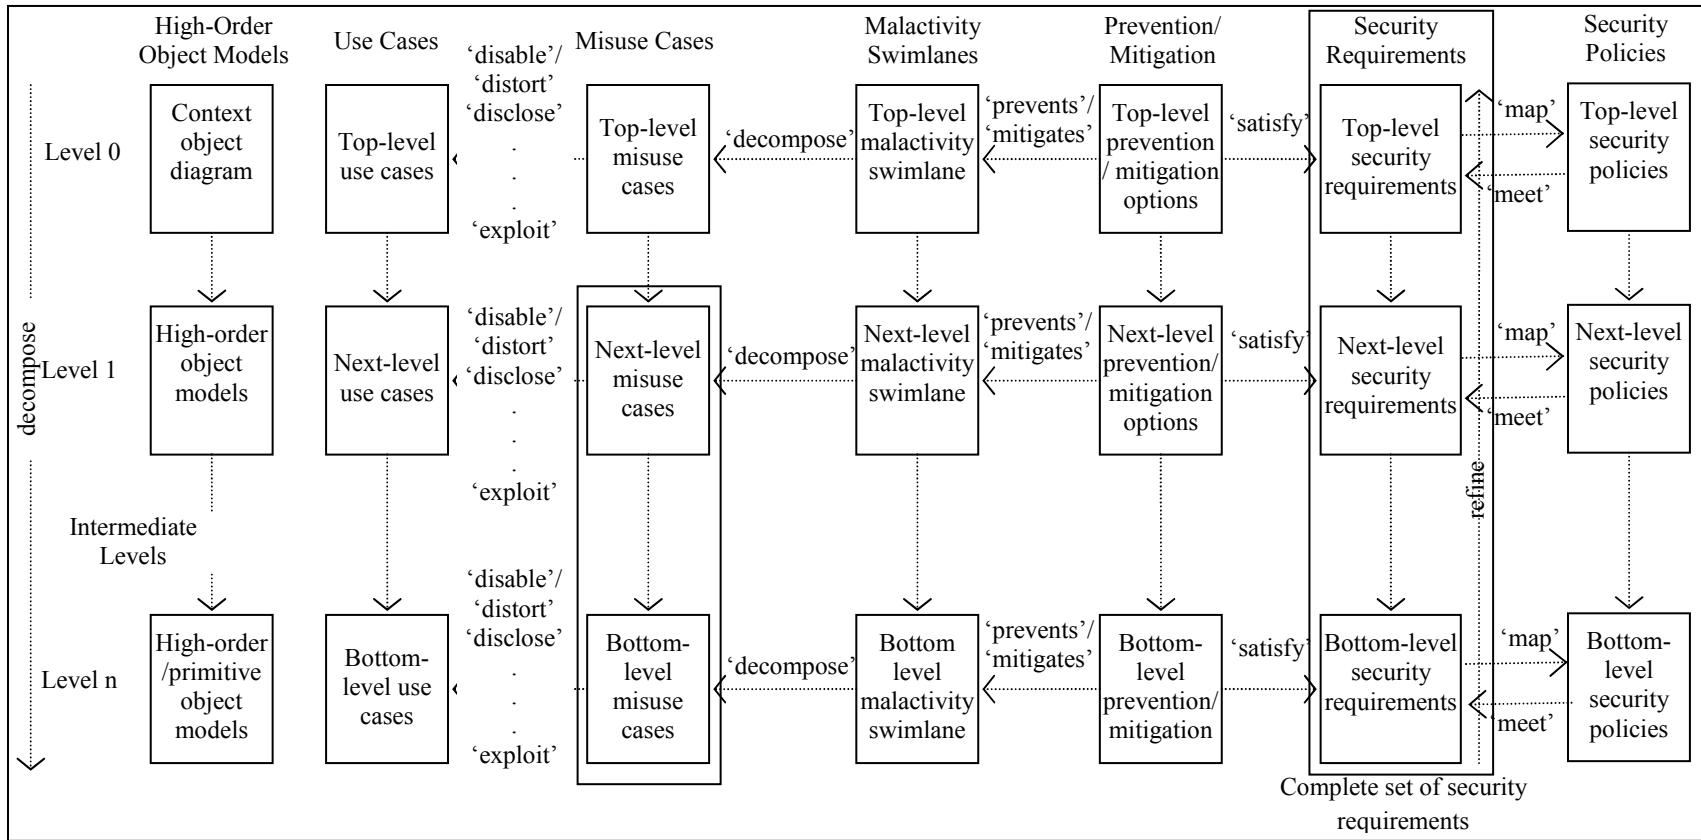 High-Order
Object Models
Use Cases
‘disable’/
‘distort’
‘disclose’
.
.
.
‘exploit’
Misuse Cases
Malactivity
Swimlanes
Prevention/
Mitigation
Security
Requirements
Security
Policies
Level 0
Context
object
diagram
Top-level
use cases
Top-level
misuse
cases
‘decompose’
Top-level
malactivity
swimlane
‘prevents’/
‘mitigates’
Top-level
prevention
/ mitigation
options
‘satisfy’
Top-level
security
requirements
‘map’
‘meet’
Top-level
security
policies
decompose
Level 1
High-order
object
models
Next-level
use cases
‘disable’/
‘distort’
‘disclose’
.
.
.
‘exploit’
Next-level
misuse
cases
‘decompose’
Next-level
malactivity
swimlane
‘prevents’/
‘mitigates’
Next-level
prevention/
mitigation
options
‘satisfy’
Next-level
security
requirements
‘map’
‘meet’
Next-level
security
policies
refine
Intermediate
Levels
Level n
High-order
/primitive
object
models
Bottom-
level use
cases
‘disable’/
‘distort’
‘disclose’
.
.
.
‘exploit’
Bottom-
level misuse
cases
‘decompose’
Bottom
level
malactivity
swimlane
‘prevents’/
‘mitigates’
Bottom-
level
prevention/
mitigation
‘satisfy’
Bottom-level
security
requirements
‘map’
‘meet’
Bottom-
level
security
policies
Complete set of security
requirements